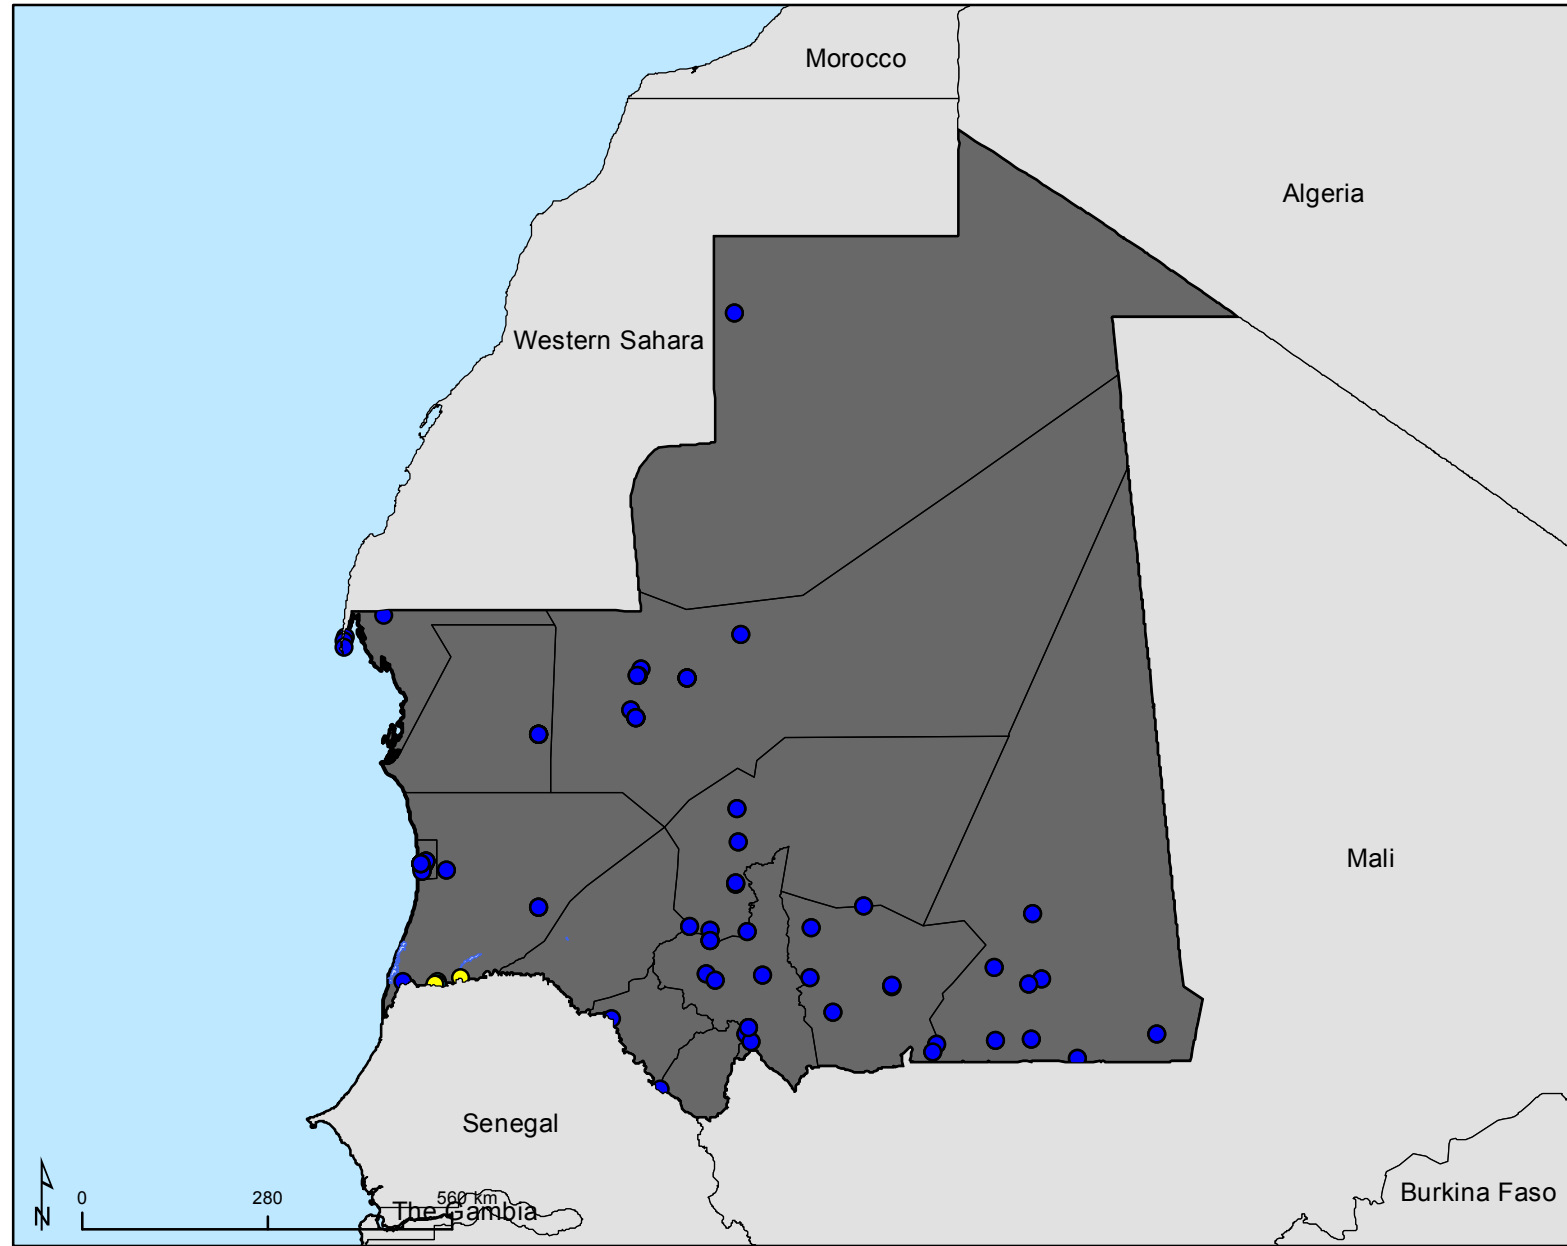 Morocco
Algeria
Western Sahara
Mali
Senegal
Burkina Faso
The Gambia
0 280 560 km
N